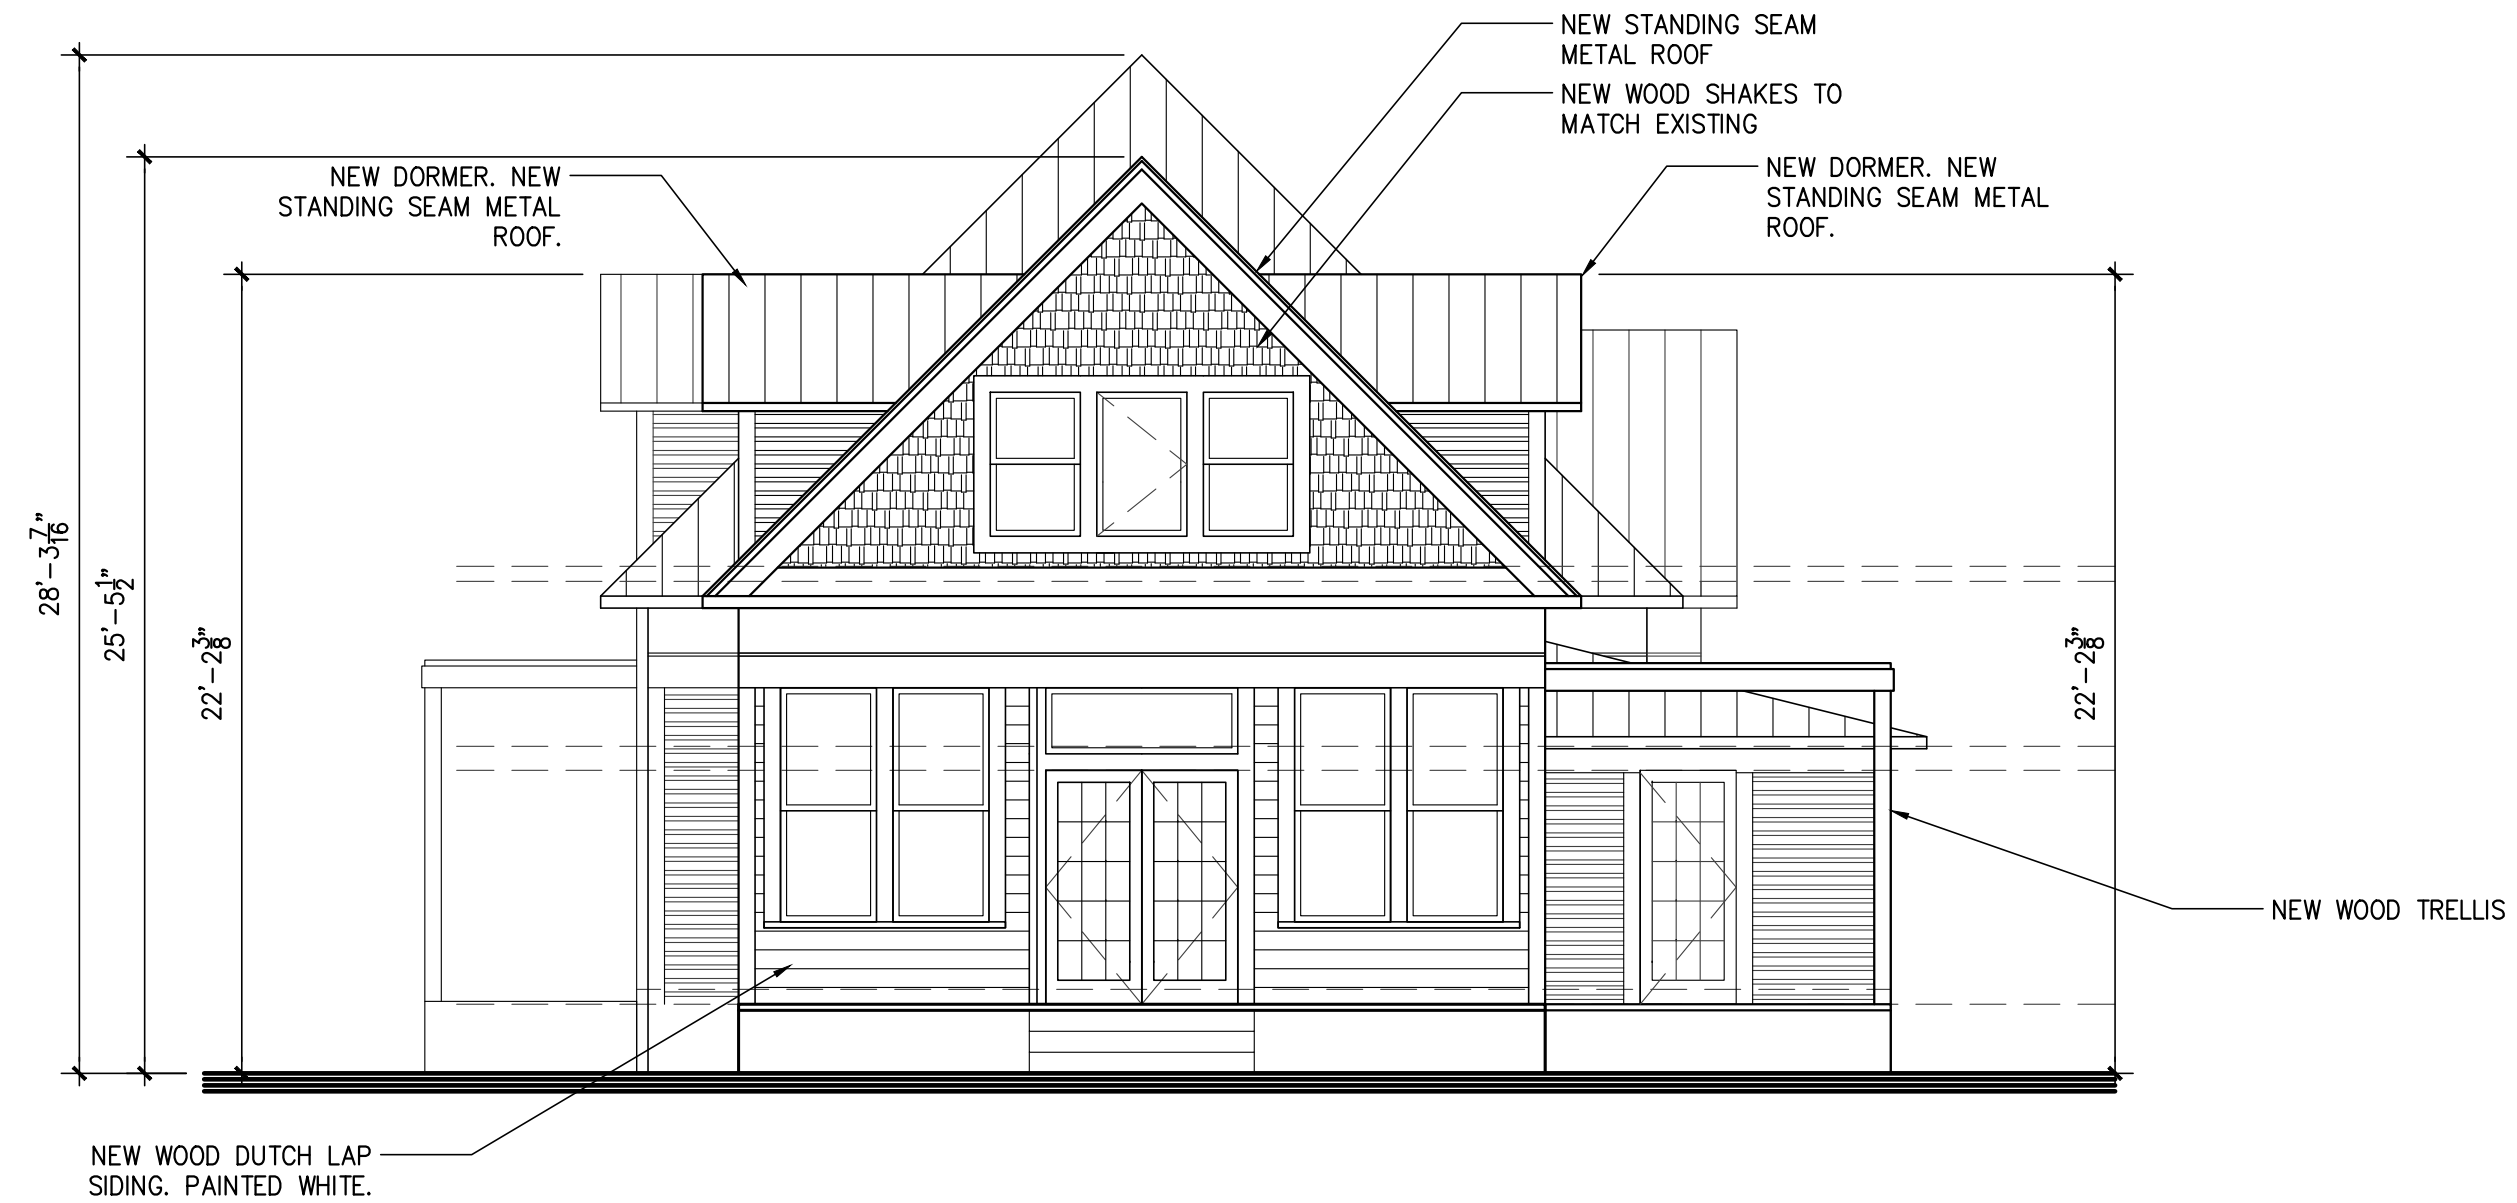 NEW STANDING SEAM
METAL ROOF
NEW WOOD SHAKES TO
MATCH EXISTING
NEW DORMER. NEW
STANDING SEAM METAL
ROOF.
NEW DORMER. NEW
STANDING SEAM METAL
ROOF.
28'-3 7/16"
25'-5 1/2"
22'-2 3/8"
22'-2 3/8"
NEW WOOD TRELLIS
NEW WOOD DUTCH LAP
SIDING. PAINTED WHITE.